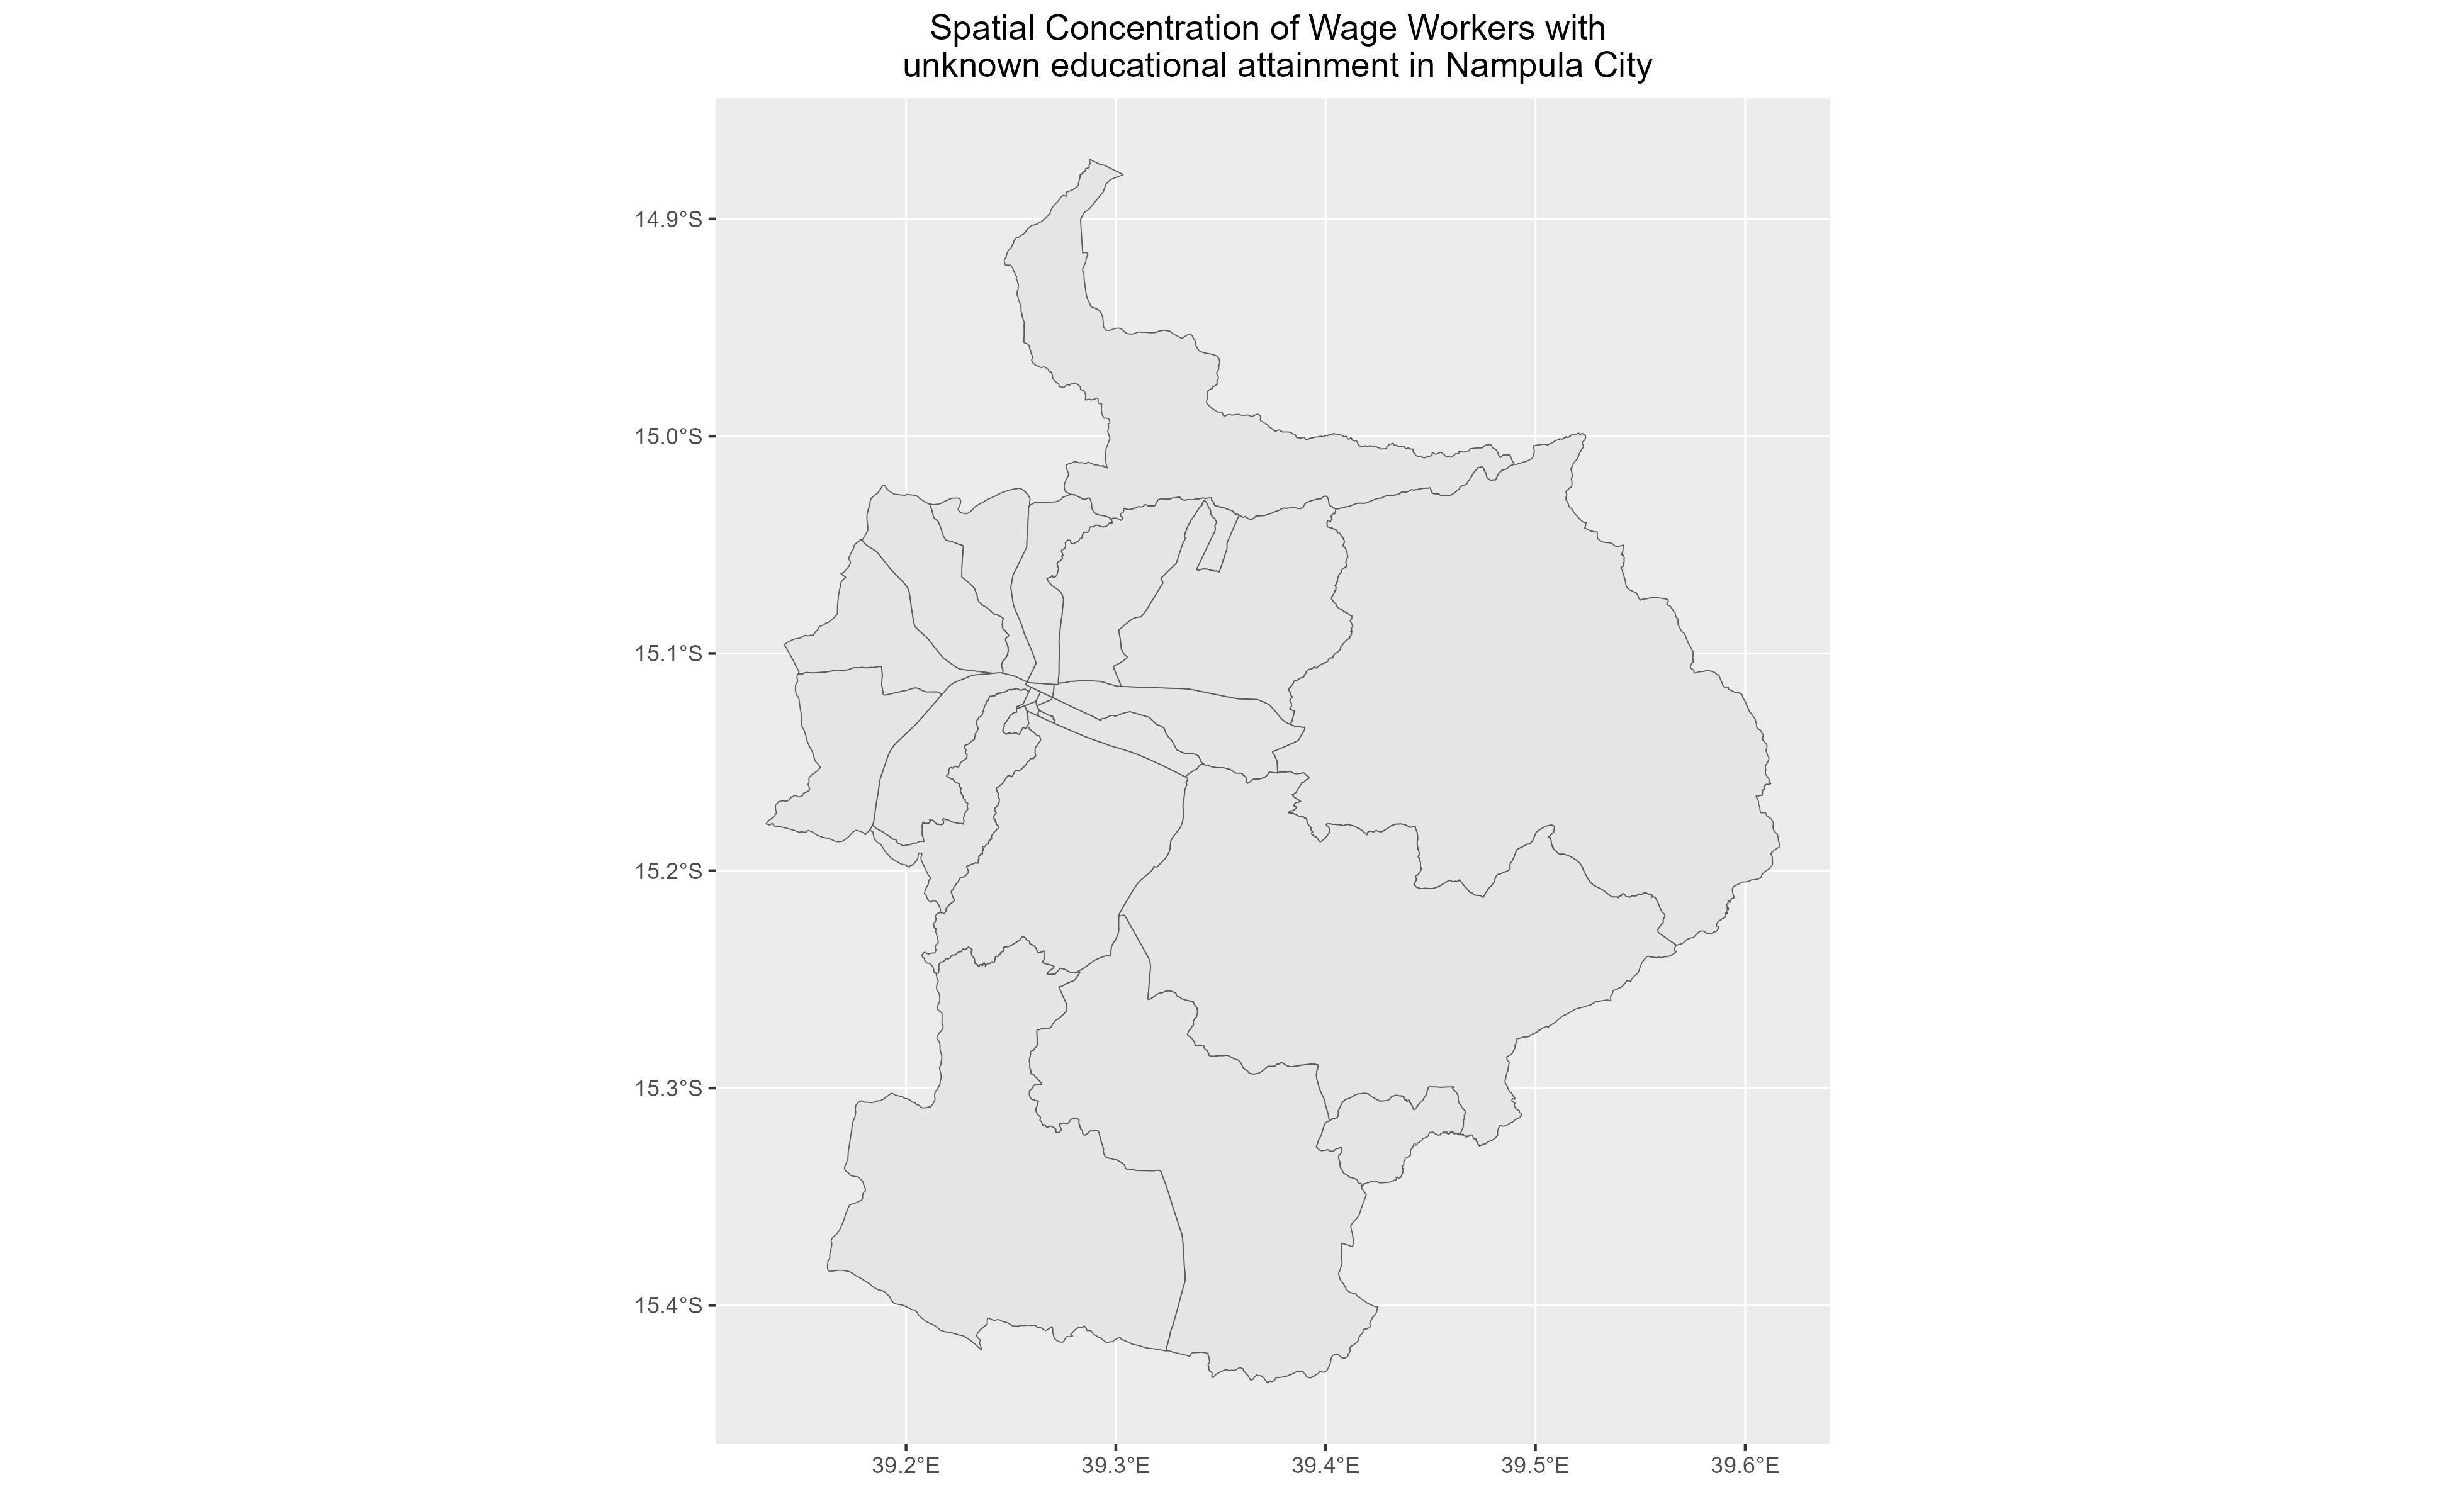 Spatial Concentration of Wage Workers with
unknown educational attainment in Nampula City
14.9°S
15.0°S
15.1°S
15.2°S
15.3°S
15.4°S
39.2°E
39.3°E
39.4°E
39.5°E
39.6°E